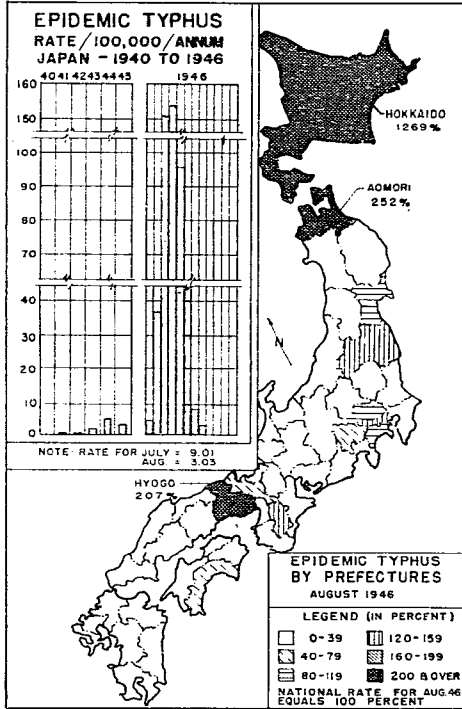 EPIDEMIC TYPHUS
RATE/100,000/ANNUM
JAPAN - 1940 TO 1946
40 41 42 43 44 45 1946
160
150
100
90
80
70
60
40
30
20
10
0
NOTE: RATE FOR JULY = 9.01
AUG. = 3.03
HOKKAIDO
1269%
AOMORI
252%
N
HYOGO
207%
EPIDEMIC TYPHUS
BY PREFECTURES
AUGUST 1946
LEGEND (IN PERCENT)
0-39 120-159
40-79 160-199
80-119 200 & OVER
NATIONAL RATE FOR AUG.46
EQUALS 100 PERCENT